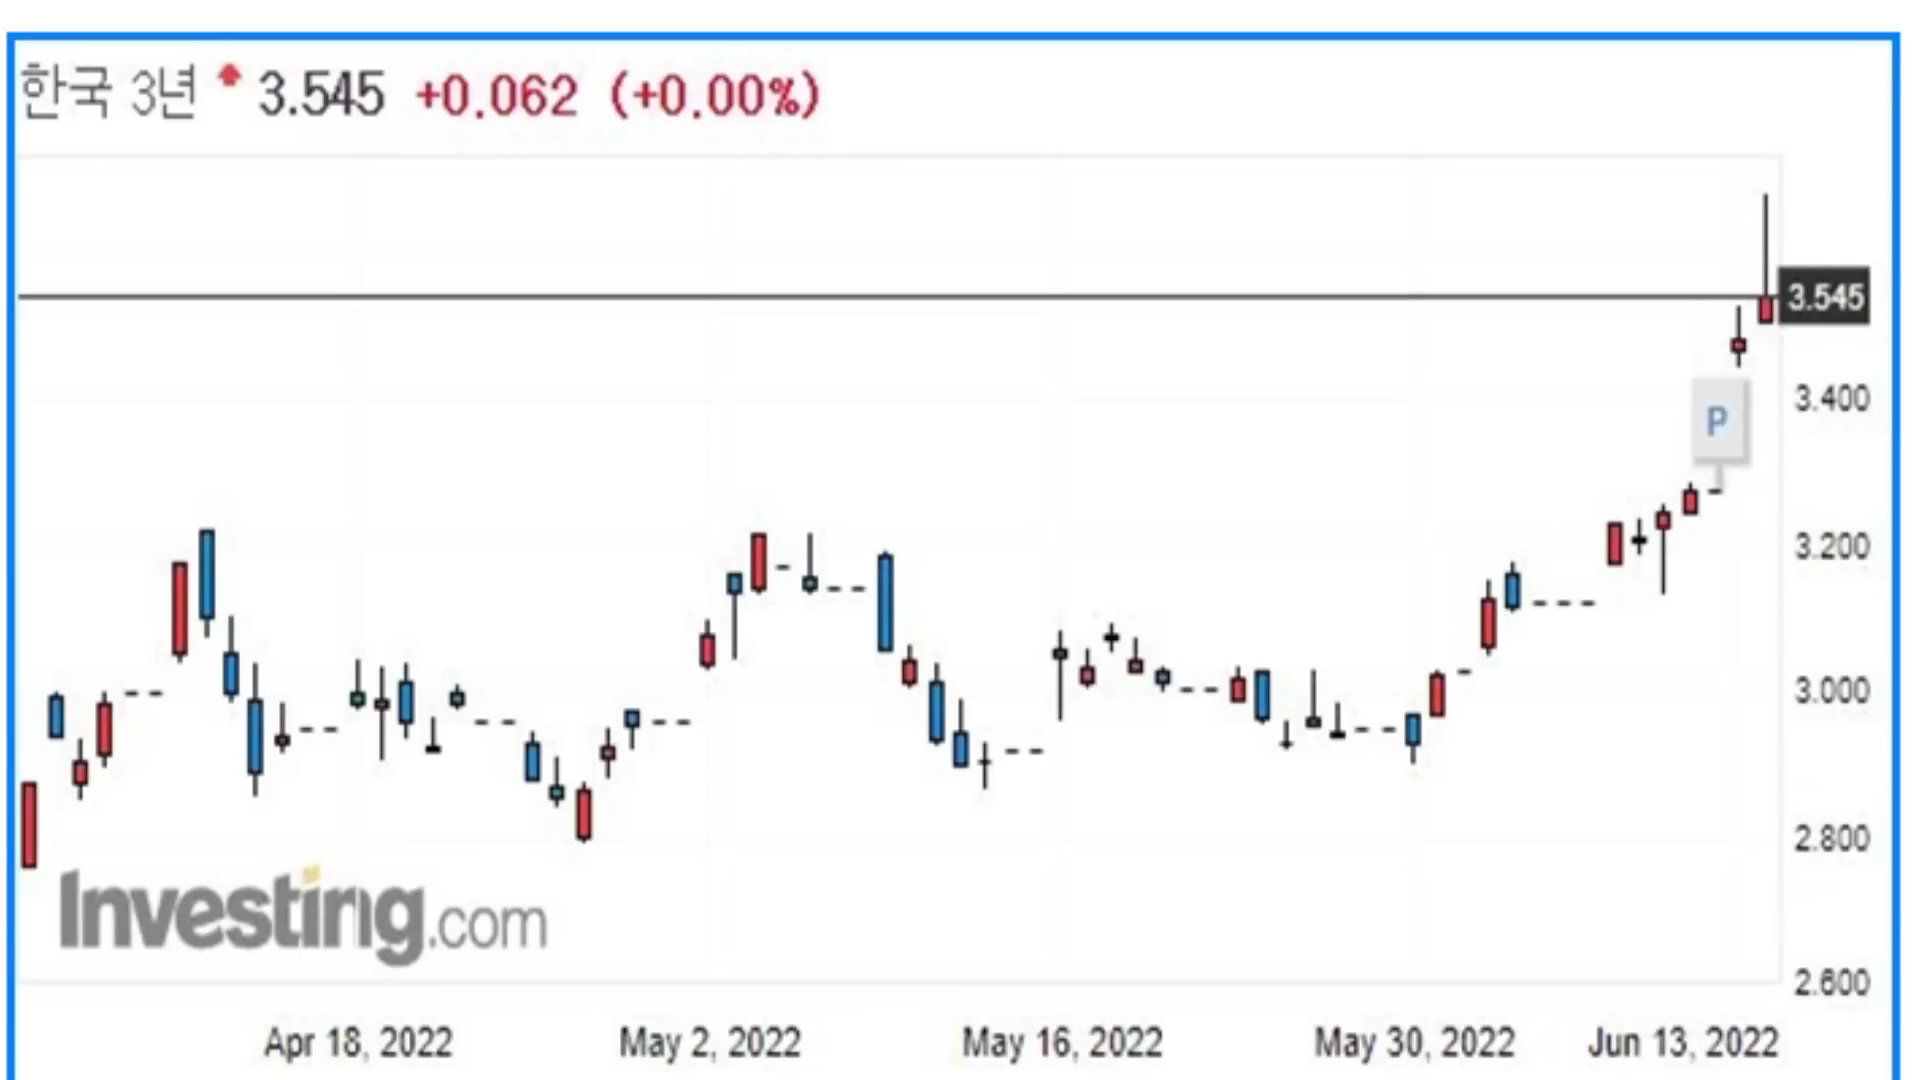 한국 3년 3.545 +0.062 (+0.00%)
3.545
3.400
P
3.200
3.000
2.800
Investing.com
2.600
Apr 18, 2022 May 2, 2022 May 16, 2022 May 30, 2022 Jun 13, 2022